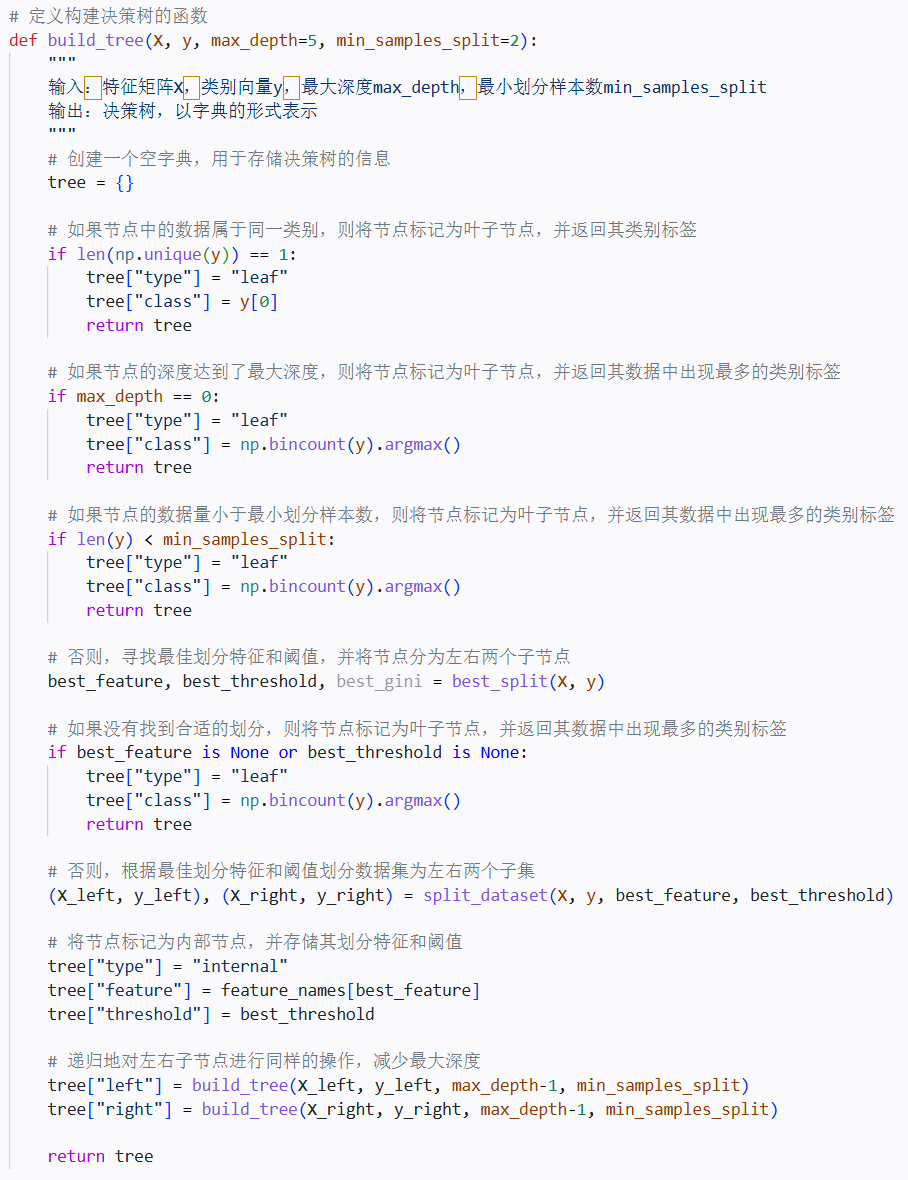 # 定义构建决策树的函数
def build_tree(X, y, max_depth=5, min_samples_split=2):
    """
    输入：特征矩阵X，类别向量y，最大深度max_depth，最小划分样本数min_samples_split
    输出：决策树，以字典的形式表示
    """
    # 创建一个空字典，用于存储决策树的信息
    tree = {}

    # 如果节点中的数据属于同一类别，则将节点标记为叶子节点，并返回其类别标签
    if len(np.unique(y)) == 1:
        tree["type"] = "leaf"
        tree["class"] = y[0]
        return tree

    # 如果节点的深度达到了最大深度，则将节点标记为叶子节点，并返回其数据中出现最多的类别标签
    if max_depth == 0:
        tree["type"] = "leaf"
        tree["class"] = np.bincount(y).argmax()
        return tree

    # 如果节点的数据量小于最小划分样本数，则将节点标记为叶子节点，并返回其数据中出现最多的类别标签
    if len(y) < min_samples_split:
        tree["type"] = "leaf"
        tree["class"] = np.bincount(y).argmax()
        return tree

    # 否则，寻找最佳划分特征和阈值，并将节点分为左右两个子节点
    best_feature, best_threshold, best_gini = best_split(X, y)

    # 如果没有找到合适的划分，则将节点标记为叶子节点，并返回其数据中出现最多的类别标签
    if best_feature is None or best_threshold is None:
        tree["type"] = "leaf"
        tree["class"] = np.bincount(y).argmax()
        return tree

    # 否则，根据最佳划分特征和阈值划分数据集为左右两个子集
    (X_left, y_left), (X_right, y_right) = split_dataset(X, y, best_feature, best_threshold)

    # 将节点标记为内部节点，并存储其划分特征和阈值
    tree["type"] = "internal"
    tree["feature"] = feature_names[best_feature]
    tree["threshold"] = best_threshold

    # 递归地对左右子节点进行同样的操作，减少最大深度
    tree["left"] = build_tree(X_left, y_left, max_depth-1, min_samples_split)
    tree["right"] = build_tree(X_right, y_right, max_depth-1, min_samples_split)

    return tree